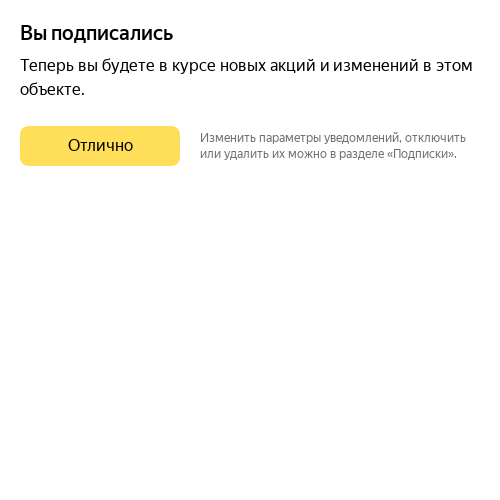 Вы подписались
Теперь вы будете в курсе новых акций и изменений в этом
объекте.
Отлично
Изменить параметры уведомлений, отключить
или удалить их можно в разделе «Подписки».